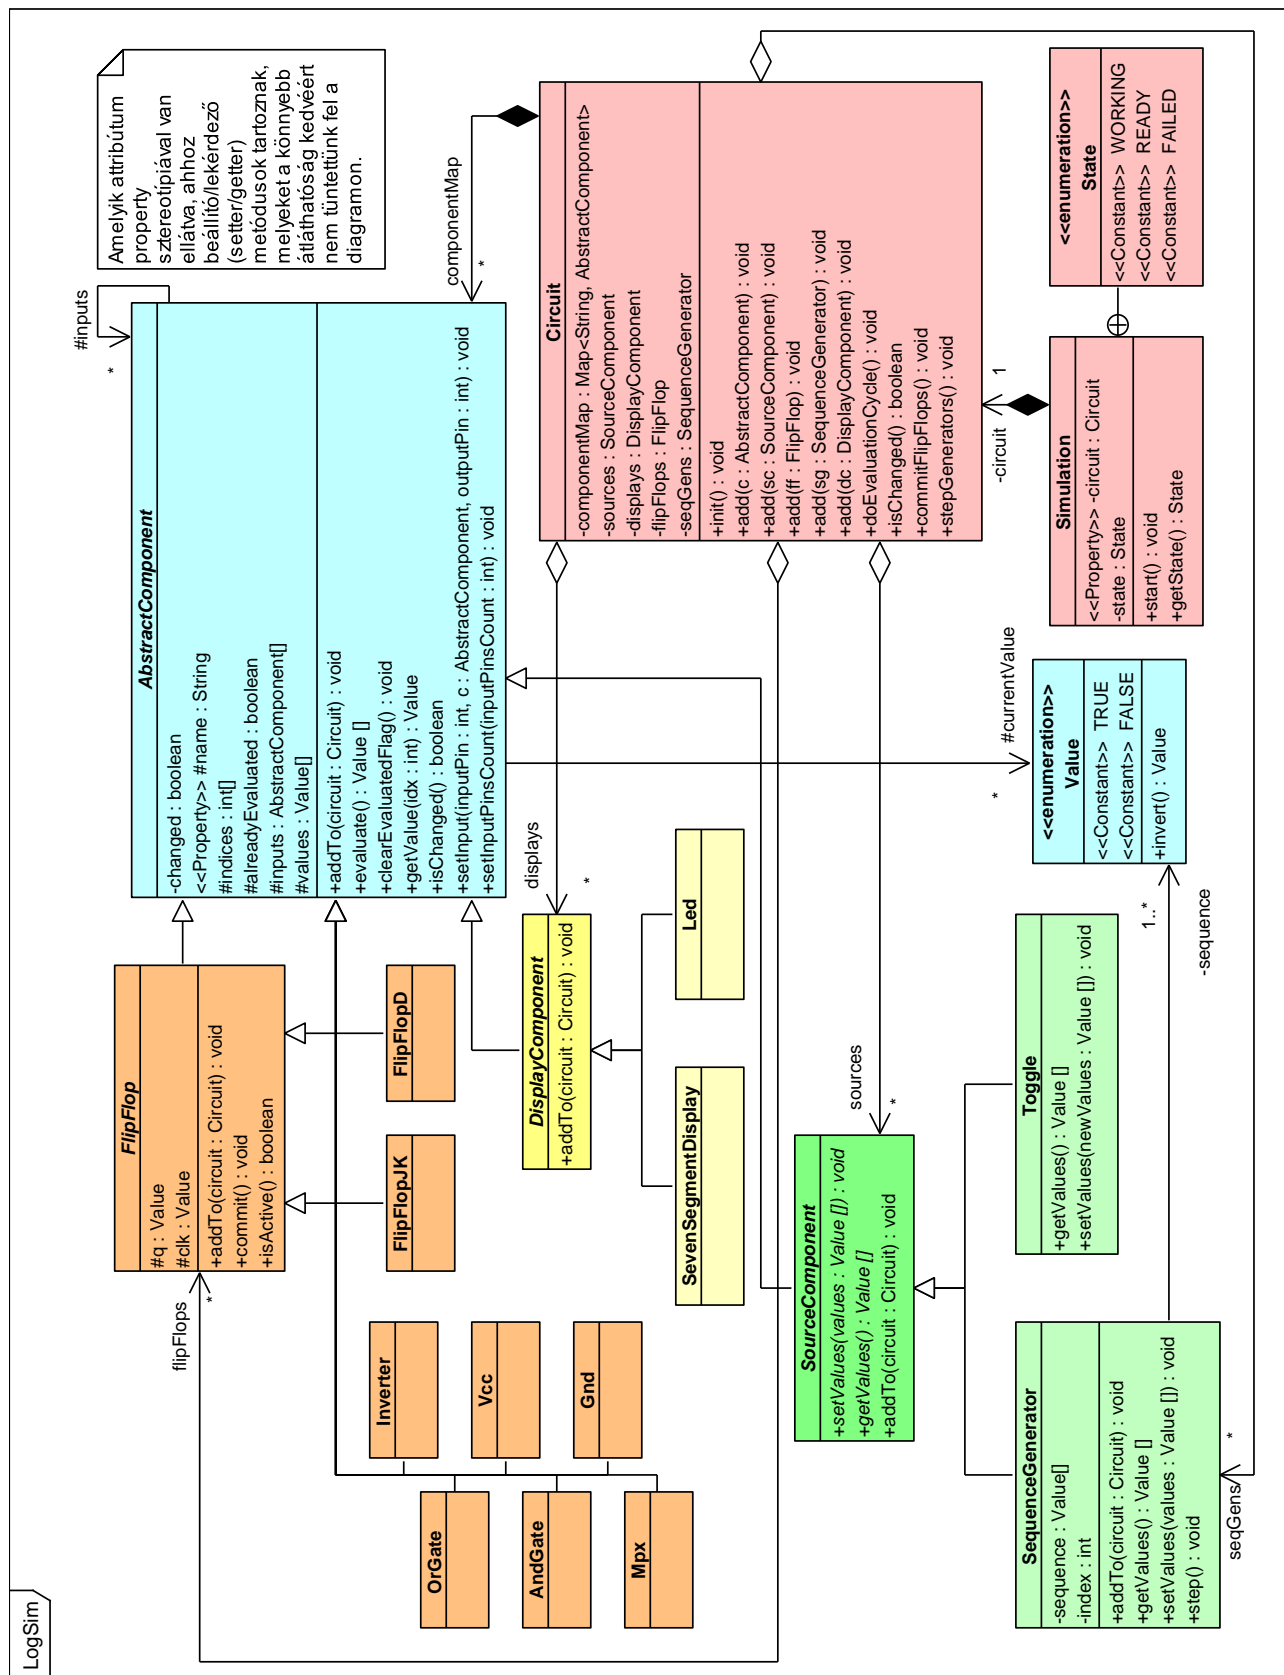 LogSim
Amelyik attribútum
property
sztereotípiával van
ellátva, ahhoz
beállító/lekérdező
(setter/getter)
metódusok tartoznak,
melyeket a könnyebb
átláthatóság kedvéért
nem tüntettünk fel a
diagramon.
FlipFlop
#q : Value
#clk : Value
+addTo(circuit : Circuit) : void
+commit() : void
+isActive() : boolean
flipFlops
*
AbstractComponent
-changed : boolean
<<Property>> #name : String
#indices : int[]
#alreadyEvaluated : boolean
#inputs : AbstractComponent[]
#values : Value[]
+addTo(circuit : Circuit) : void
+evaluate() : Value []
+clearEvaluatedFlag() : void
+getValue(idx : int) : Value
+isChanged() : boolean
+setInput(inputPin : int, c : AbstractComponent, outputPin : int) : void
+setInputPinsCount(inputPinsCount : int) : void
#inputs
*
componentMap
*
Inverter
Vcc
Gnd
OrGate
AndGate
Mpx
FlipFlopJK
FlipFlopD
DisplayComponent
+addTo(circuit : Circuit) : void
displays
*
SevenSegmentDisplay
Led
Circuit
-componentMap : Map<String, AbstractComponent>
-sources : SourceComponent
-displays : DisplayComponent
-flipFlops : FlipFlop
-seqGens : SequenceGenerator
+init() : void
+add(c : AbstractComponent) : void
+add(sc : SourceComponent) : void
+add(ff : FlipFlop) : void
+add(sg : SequenceGenerator) : void
+add(dc : DisplayComponent) : void
+doEvaluationCycle() : void
+isChanged() : boolean
+commitFlipFlops() : void
+stepGenerators() : void
SourceComponent
+setValues(values : Value []) : void
+getValues() : Value []
+addTo(circuit : Circuit) : void
sources
*
#currentValue
*
-circuit
1
SequenceGenerator
-sequence : Value[]
-index : int
+addTo(circuit : Circuit) : void
+getValues() : Value []
+setValues(values : Value []) : void
+step() : void
seqGens
*
Toggle
+getValues() : Value []
+setValues(newValues : Value []) : void
1..*
-sequence
<<enumeration>>
Value
<<Constant>> TRUE
<<Constant>> FALSE
+invert() : Value
Simulation
<<Property>> -circuit : Circuit
-state : State
+start() : void
+getState() : State
<<enumeration>>
State
<<Constant>> WORKING
<<Constant>> READY
<<Constant>> FAILED